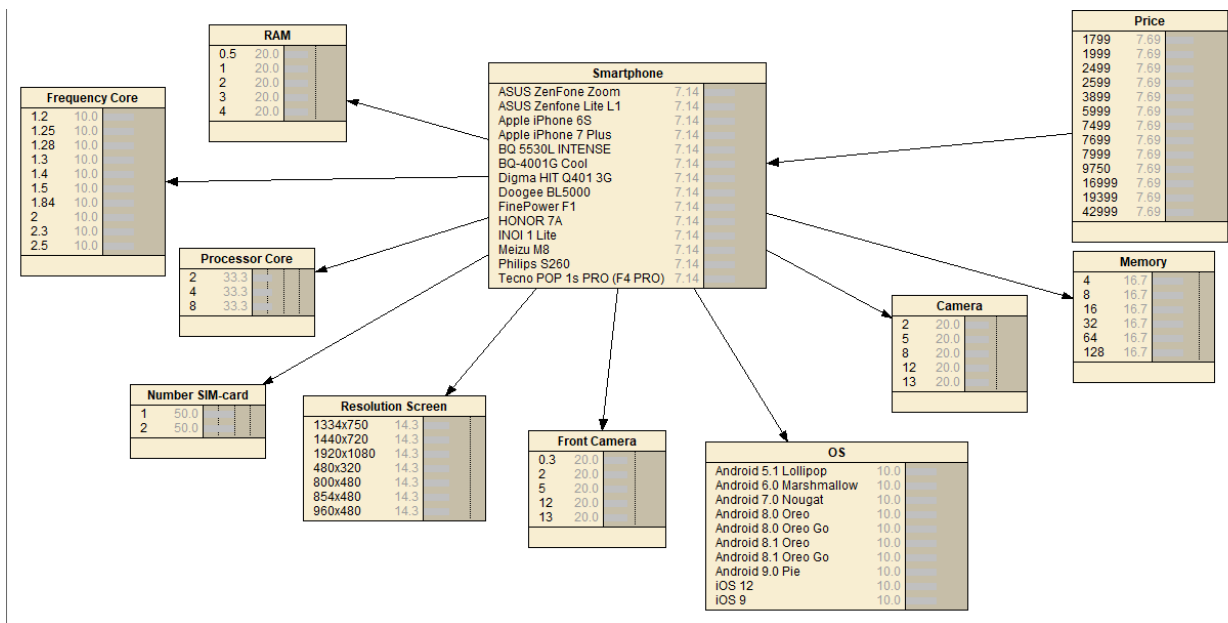 RAM
0.5 20.0
1 20.0
2 20.0
3 20.0
4 20.0
Frequency Core
1.2 10.0
1.25 10.0
1.28 10.0
1.3 10.0
1.4 10.0
1.5 10.0
1.84 10.0
2 10.0
2.3 10.0
2.5 10.0
Smartphone
ASUS ZenFone Zoom 7.14
ASUS Zenfone Lite L1 7.14
Apple iPhone 6S 7.14
Apple iPhone 7 Plus 7.14
BQ 5530L INTENSE 7.14
BQ-4001G Cool 7.14
Digma HIT Q401 3G 7.14
Doogee BL5000 7.14
FinePower F1 7.14
HONOR 7A 7.14
INOI 1 Lite 7.14
Meizu M8 7.14
Philips S260 7.14
Tecno POP 1s PRO (F4 PRO) 7.14
Price
1799 7.69
1999 7.69
2499 7.69
2599 7.69
3899 7.69
5999 7.69
7499 7.69
7699 7.69
7999 7.69
9750 7.69
16999 7.69
19399 7.69
42999 7.69
Processor Core
2 33.3
4 33.3
8 33.3
Memory
4 16.7
8 16.7
16 16.7
32 16.7
64 16.7
128 16.7
Camera
2 20.0
5 20.0
8 20.0
12 20.0
13 20.0
Number SIM-card
1 50.0
2 50.0
Resolution Screen
1334x750 14.3
1440x720 14.3
1920x1080 14.3
480x320 14.3
800x480 14.3
854x480 14.3
960x480 14.3
Front Camera
0.3 20.0
2 20.0
5 20.0
12 20.0
13 20.0
OS
Android 5.1 Lollipop 10.0
Android 6.0 Marshmallow 10.0
Android 7.0 Nougat 10.0
Android 8.0 Oreo 10.0
Android 8.0 Oreo Go 10.0
Android 8.1 Oreo 10.0
Android 8.1 Oreo Go 10.0
Android 9.0 Pie 10.0
iOS 12 10.0
iOS 9 10.0